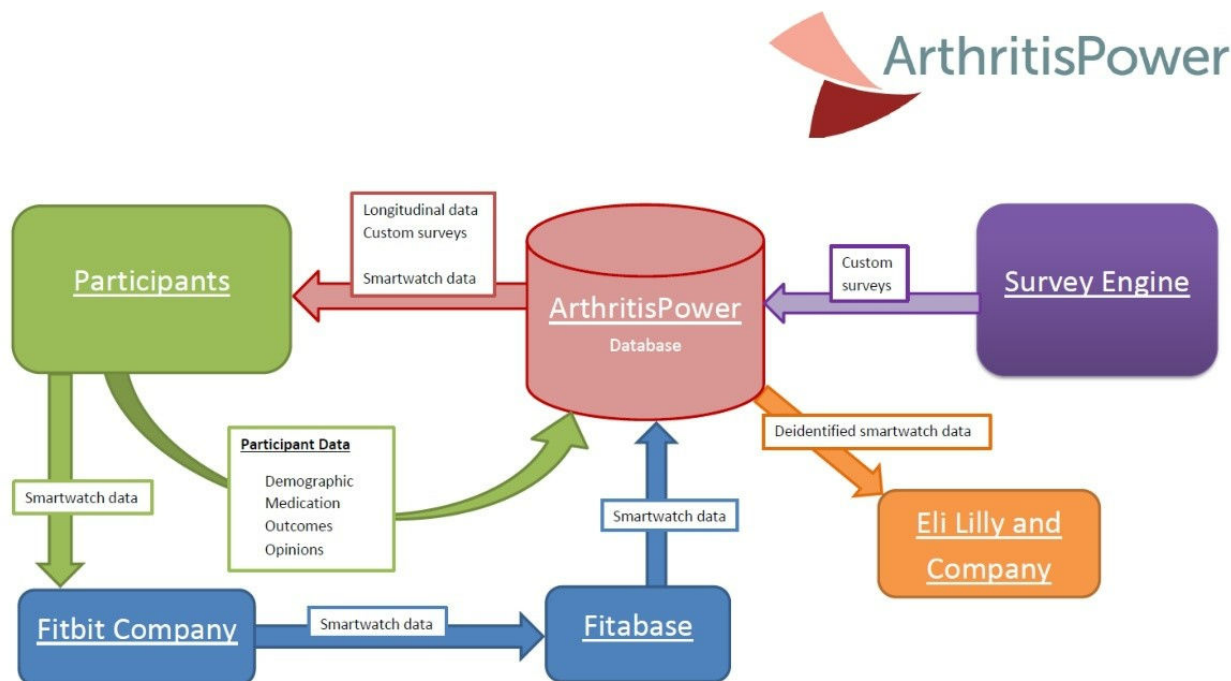 ArthritisPower
Longitudinal data
Custom surveys
Smartwatch data
Participants
ArthritisPower
Database
Custom
surveys
Survey Engine
Participant Data
Demographic
Medication
Outcomes
Opinions
Deidentified smartwatch data
Smartwatch data
Smartwatch data
Eli Lilly and
Company
Fitbit Company
Smartwatch data
Fitabase